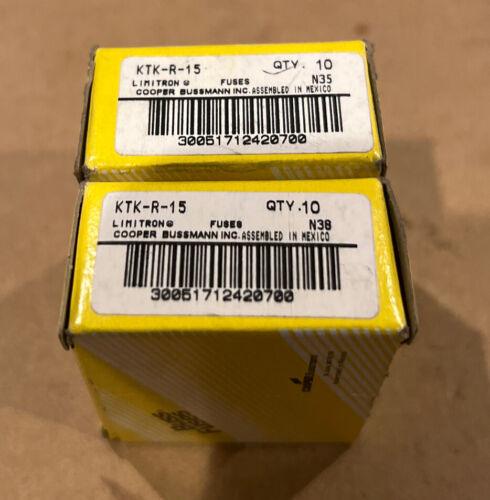 KTK-R-15 QTY. 10
LIMITRON® FUSES N35
COOPER BUSSMANN INC. ASSEMBLED IN MEXICO
30051712420700
KTK-R-15 QTY.10
LIMITRON® FUSES N38
COOPER BUSSMANN INC. ASSEMBLED IN MEXICO
30051712420700